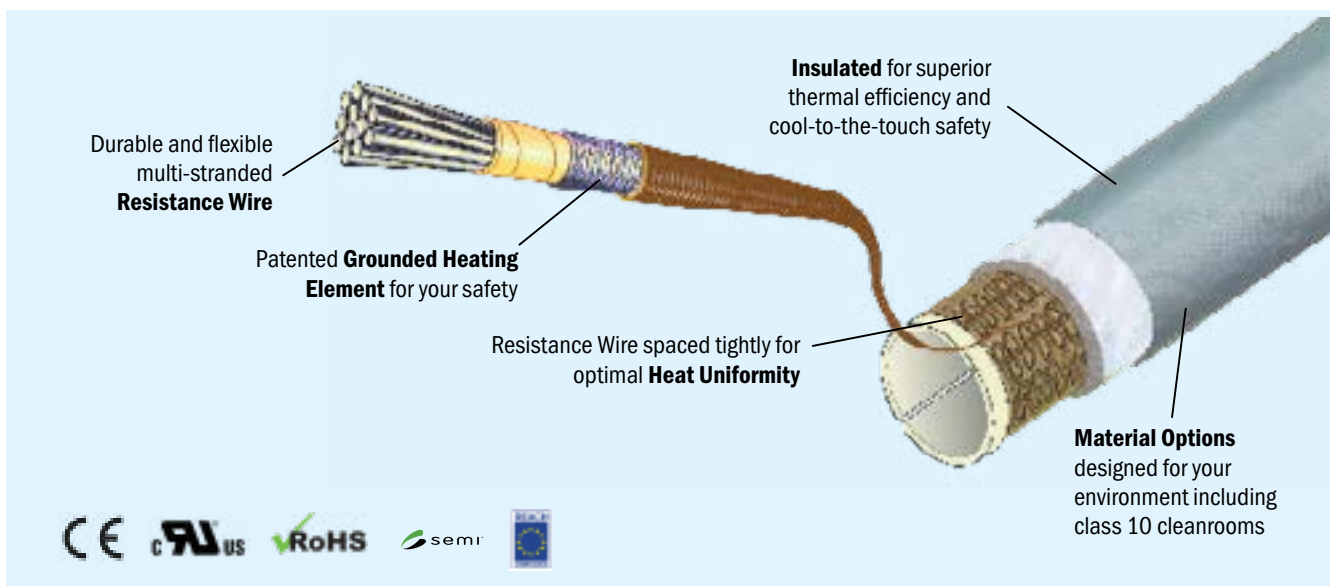 Insulated for superior
thermal efficiency and
cool-to-the-touch safety
Durable and flexible
multi-stranded
Resistance Wire
Patented Grounded Heating
Element for your safety
Resistance Wire spaced tightly for
optimal Heat Uniformity
Material Options
designed for your
environment including
class 10 cleanrooms
CE
c RU US
RoHS
semi
REACH